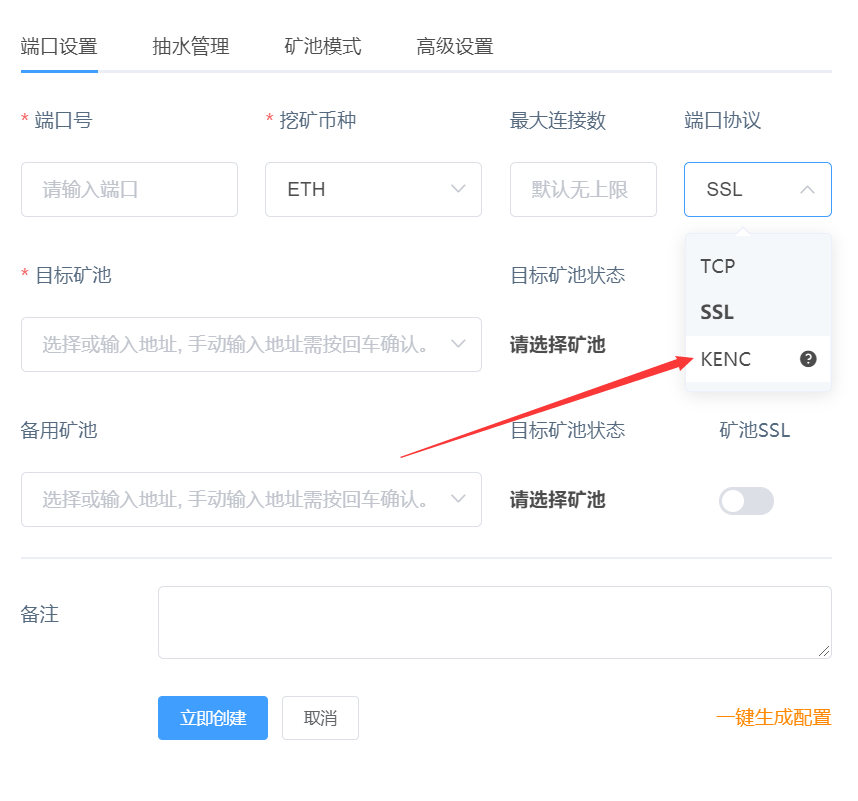 端口设置 抽水管理 矿池模式 高级设置
* 端口号 * 挖矿币种 最大连接数 端口协议
请输入端口 ETH 默认无上限 SSL
TCP
SSL
KENC ?
* 目标矿池 目标矿池状态
选择或输入地址, 手动输入地址需按回车确认。 请选择矿池
备用矿池 目标矿池状态 矿池SSL
选择或输入地址, 手动输入地址需按回车确认。 请选择矿池
备注
立即创建 取消 一键生成配置